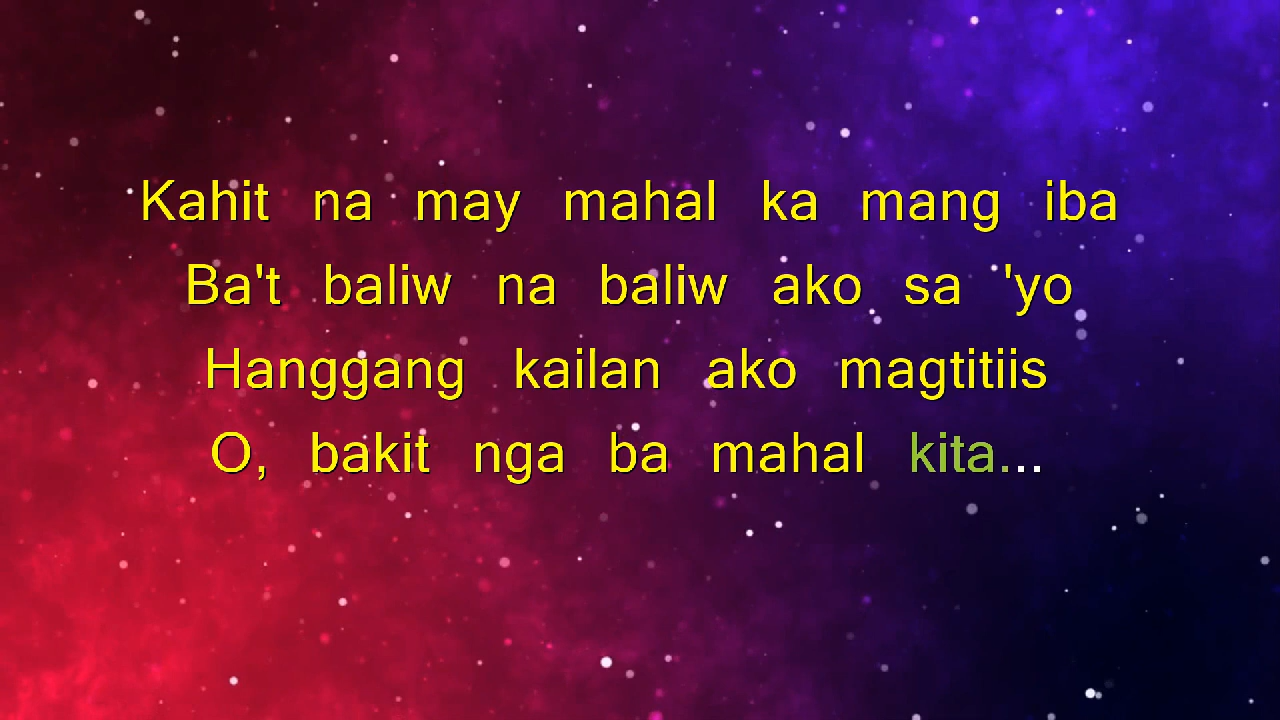 Kahit na may mahal ka mang iba
Ba't baliw na baliw ako sa 'yo
Hanggang kailan ako magtitiis
O, bakit nga ba mahal kita...